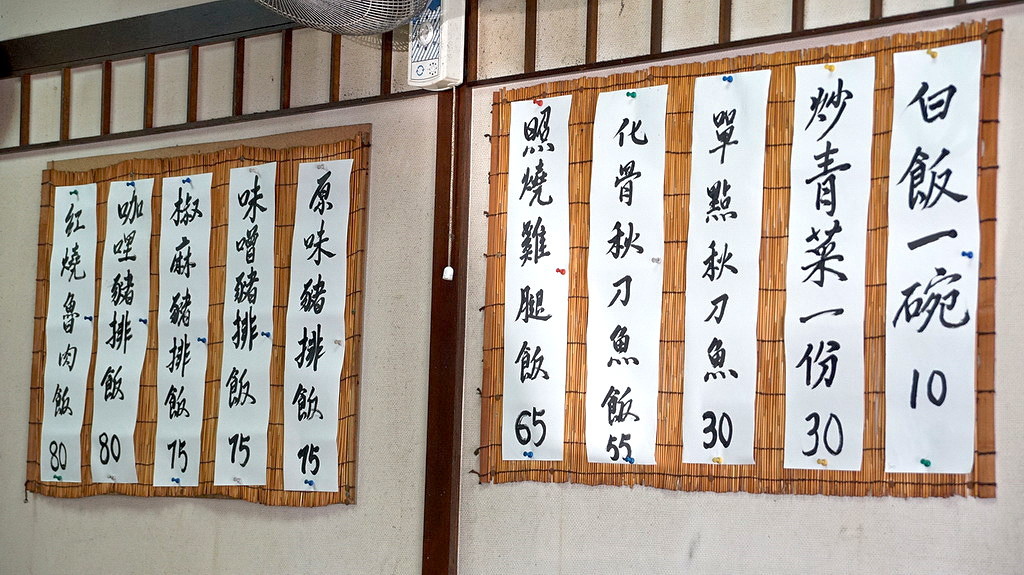 白飯一碗 10
炒青菜一份 30
單點秋刀魚 30
化骨秋刀魚飯 55
照燒雞腿飯 65
原味豬排飯 75
味噌豬排飯 75
椒麻豬排飯 75
咖哩豬排飯 80
紅燒魯肉飯 80